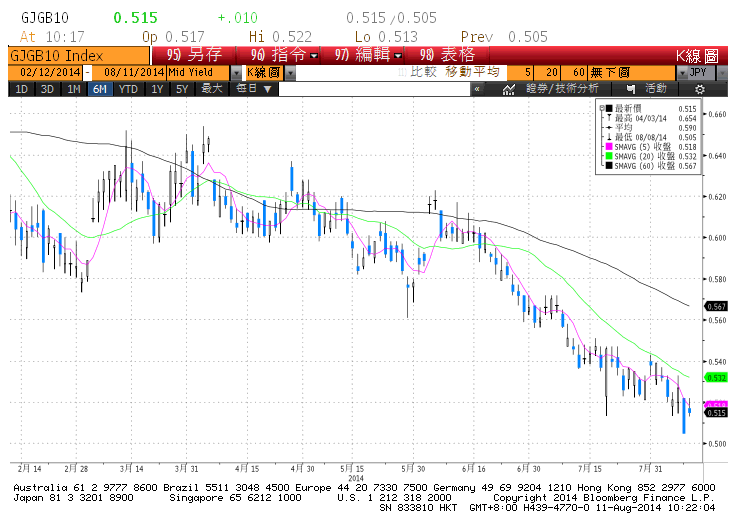 GJGB10 0.515 +.010 0.515/0.505
At 10:17 Op 0.517 Hi 0.522 Lo 0.513 Prev 0.505
GJGB10 Index 95) 另存 96) 指令 97) 編輯 98) 表格 K線圖
02/12/2014 - 08/11/2014 Mid Yield K線圖 比較 移動平均 5 20 60 無下圖 JPY
1D 3D 1M 6M YTD 1Y 5Y 最大 每日 ▼ « 證券/技術分析 活動
最新價 0.515
最高 04/03/14 0.654
平均 0.590
最低 08/08/14 0.505
SMAVG (5) 收盤 0.518
SMAVG (20) 收盤 0.532
SMAVG (60) 收盤 0.567
0.660
0.640
0.620
0.600
0.580
0.567
0.560
0.540
0.532
0.518
0.515
0.500
2月 14 2月 28 3月 14 3月 31 4月 15 4月 30 5月 15 5月 30 6月 16 6月 30 7月 15 7月 31
2014
Australia 61 2 9777 8600 Brazil 5511 3048 4500 Europe 44 20 7330 7500 Germany 49 69 9204 1210 Hong Kong 852 2977 6000
Japan 81 3 3201 8900 Singapore 65 6212 1000 U.S. 1 212 318 2000 Copyright 2014 Bloomberg Finance L.P.
SN 833810 HKT GMT+8:00 H439-4770-0 11-Aug-2014 10:22:04